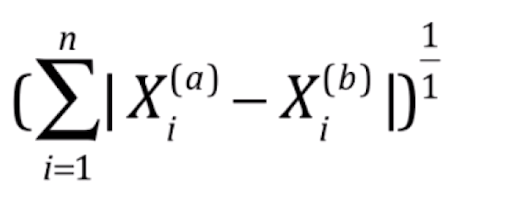 (∑_{i=1}^{n} | X_i^{(a)} − X_i^{(b)} |)^{1/1}